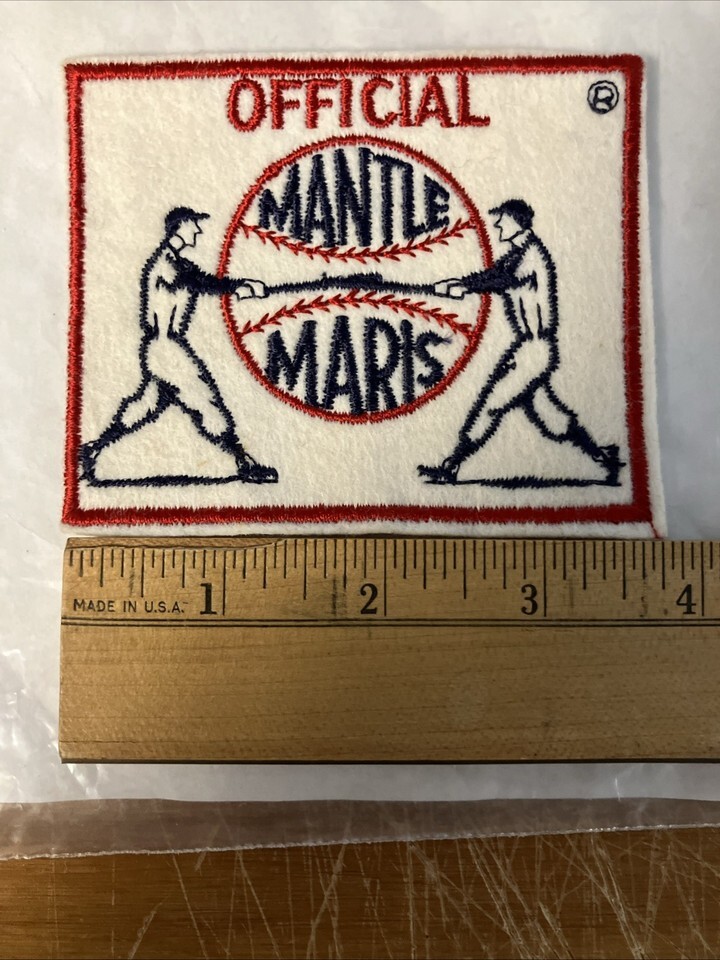 OFFICIAL ®
MANTLE
MARIS
MADE IN U.S.A. 1 2 3 4